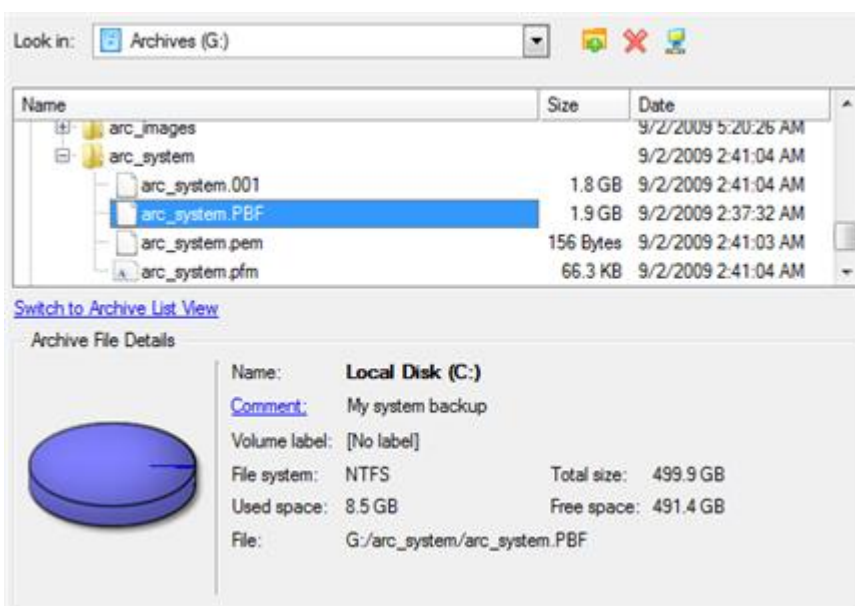 Look in: Archives (G:)
Name Size Date
arc_images 9/2/2009 5:20:26 AM
arc_system 9/2/2009 2:41:04 AM
arc_system.001 1.8 GB 9/2/2009 2:41:04 AM
arc_system.PBF 1.9 GB 9/2/2009 2:37:32 AM
arc_system.pem 156 Bytes 9/2/2009 2:41:03 AM
arc_system.pfm 66.3 KB 9/2/2009 2:41:04 AM
Switch to Archive List View
Archive File Details
Name: Local Disk (C:)
Comment: My system backup
Volume label: [No label]
File system: NTFS Total size: 499.9 GB
Used space: 8.5 GB Free space: 491.4 GB
File: G:/arc_system/arc_system.PBF